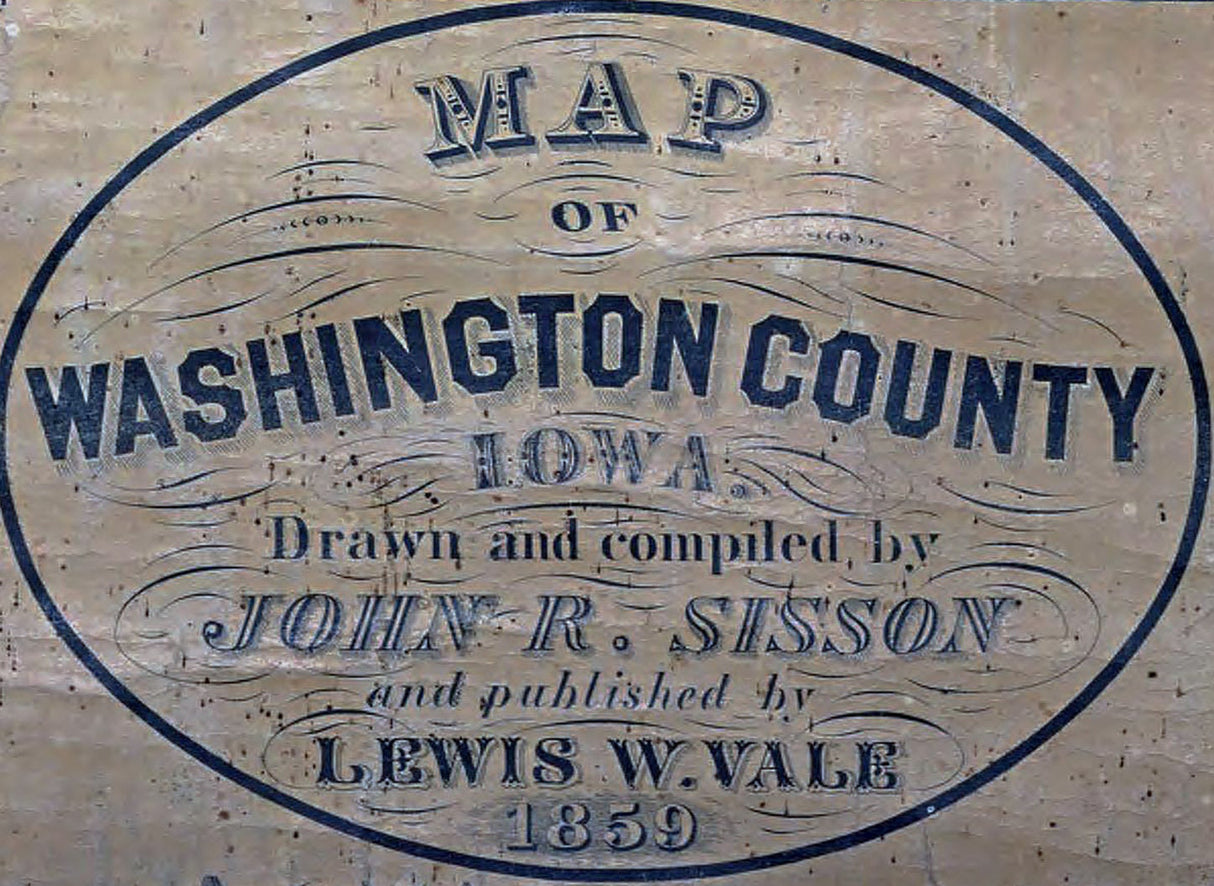 MAP
OF
WASHINGTON COUNTY
IOWA.
Drawn and compiled by
JOHN R. SISSON
and published by
LEWIS W. VALE
1859